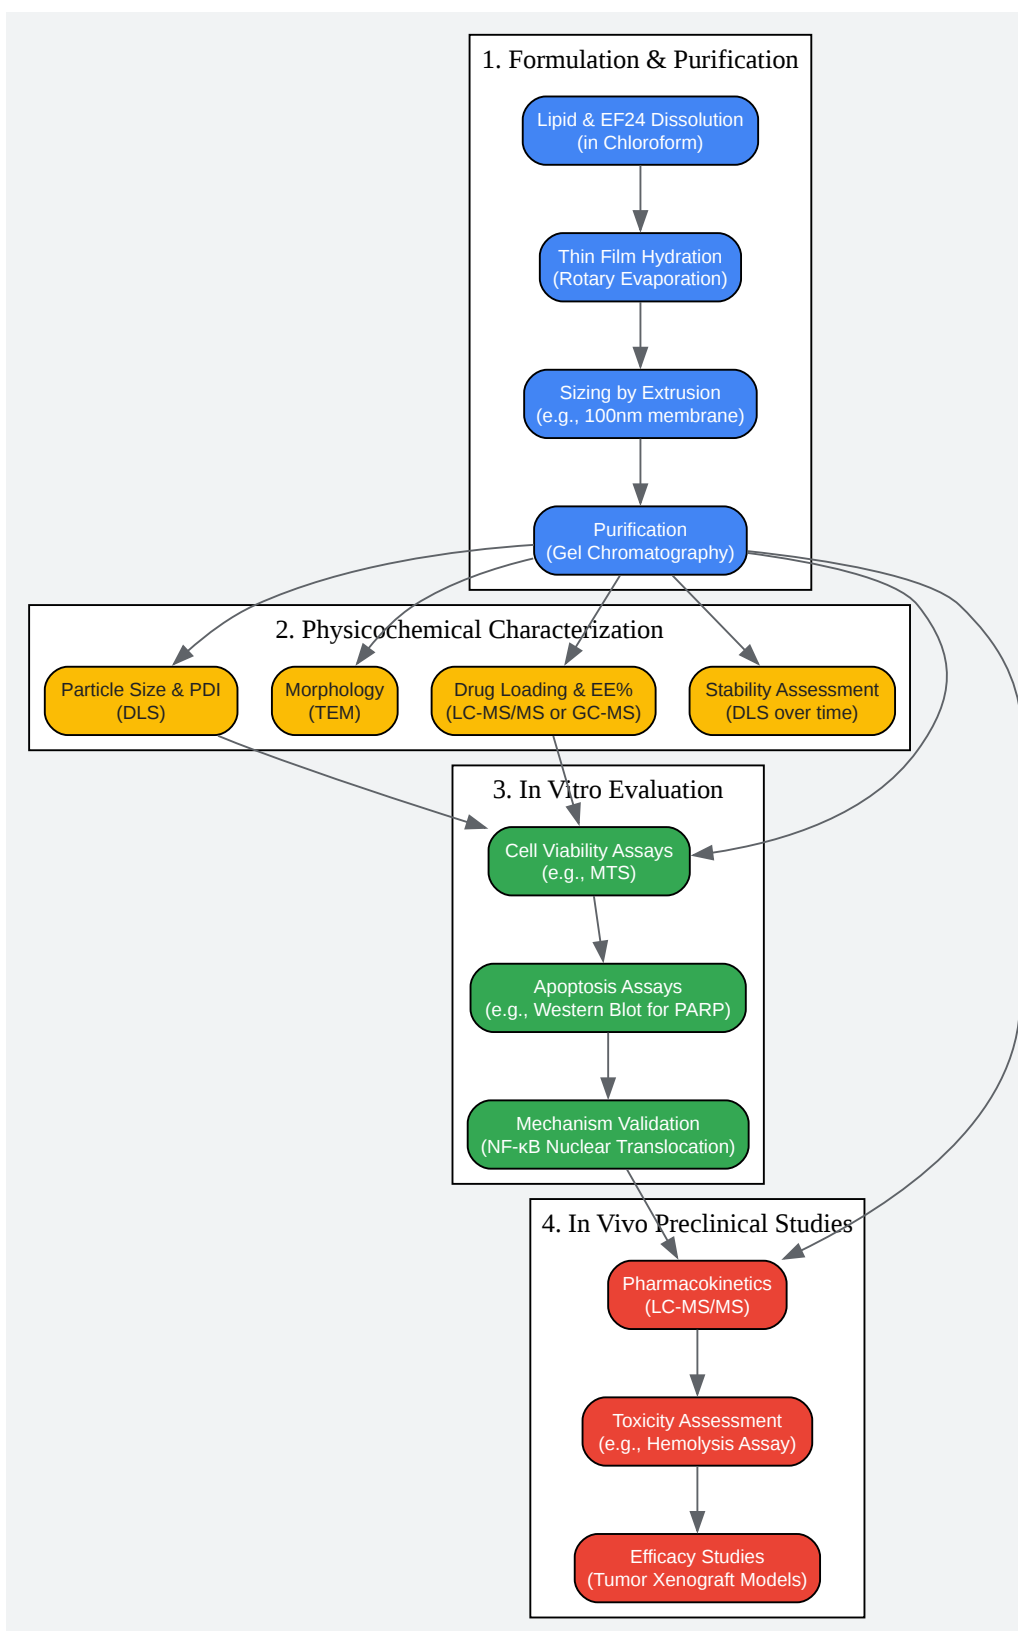 1. Formulation & Purification
Lipid & EF24 Dissolution
(in Chloroform)
Thin Film Hydration
(Rotary Evaporation)
Sizing by Extrusion
(e.g., 100nm membrane)
Purification
(Gel Chromatography)
2. Physicochemical Characterization
Particle Size & PDI
(DLS)
Morphology
(TEM)
Drug Loading & EE%
(LC-MS/MS or GC-MS)
Stability Assessment
(DLS over time)
3. In Vitro Evaluation
Cell Viability Assays
(e.g., MTS)
Apoptosis Assays
(e.g., Western Blot for PARP)
Mechanism Validation
(NF-κB Nuclear Translocation)
4. In Vivo Preclinical Studies
Pharmacokinetics
(LC-MS/MS)
Toxicity Assessment
(e.g., Hemolysis Assay)
Efficacy Studies
(Tumor Xenograft Models)